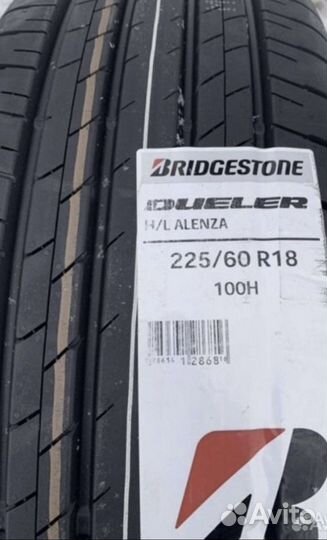 BRIDGESTONE
DUELER
H/L ALENZA
225/60 R18
100H
Avito